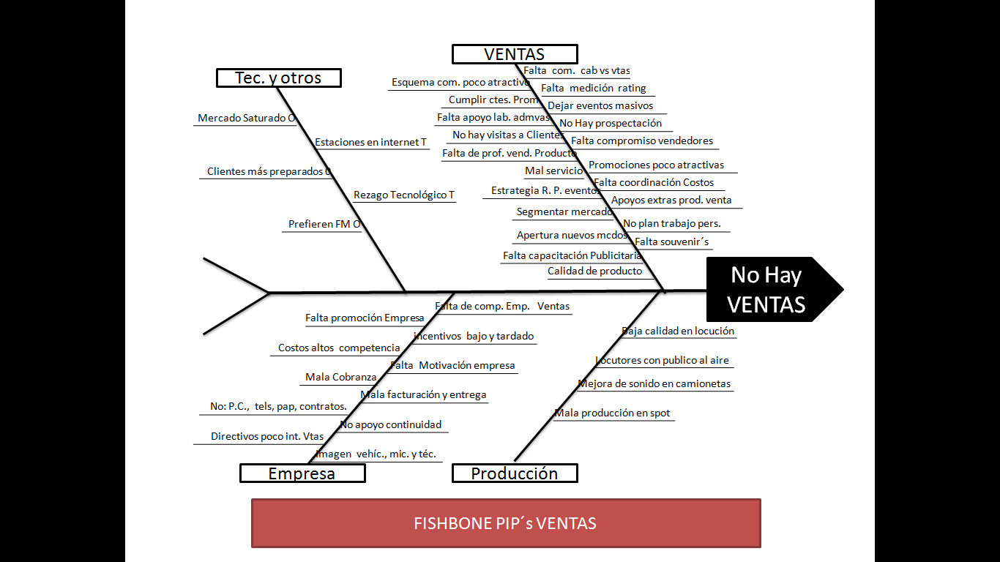 VENTAS
Tec. y otros
Falta com. cab vs vtas
Esquema com. poco atractivo
Falta medición rating
Cumplir ctes. Prom
Dejar eventos masivos
Mercado Saturado O
Falta apoyo lab. admvas
No Hay prospectación
No hay visitas a Clientes
Estaciones en internet T
Falta compromiso vendedores
Falta de prof. vend. Producto
Promociones poco atractivas
Clientes más preparados 0
Mal servicio
Falta coordinación Costos
Estrategia R. P. eventos
Rezago Tecnológico T
Apoyos extras prod. venta
Segmentar mercado
Prefieren FM O
No plan trabajo pers.
Apertura nuevos mcdos
Falta souvenir´s
Falta capacitación Publicitaria
Calidad de producto
No Hay
VENTAS
Falta de comp. Emp. Ventas
Falta promoción Empresa
Baja calidad en locución
incentivos bajo y tardado
Costos altos competencia
Locutores con publico al aire
Falta Motivación empresa
Mala Cobranza
Mejora de sonido en camionetas
Mala facturación y entrega
No: P.C., tels, pap, contratos.
Mala producción en spot
No apoyo continuidad
Directivos poco int. Vtas
Imagen vehíc., mic. y téc.
Empresa
Producción
FISHBONE PIP´s VENTAS